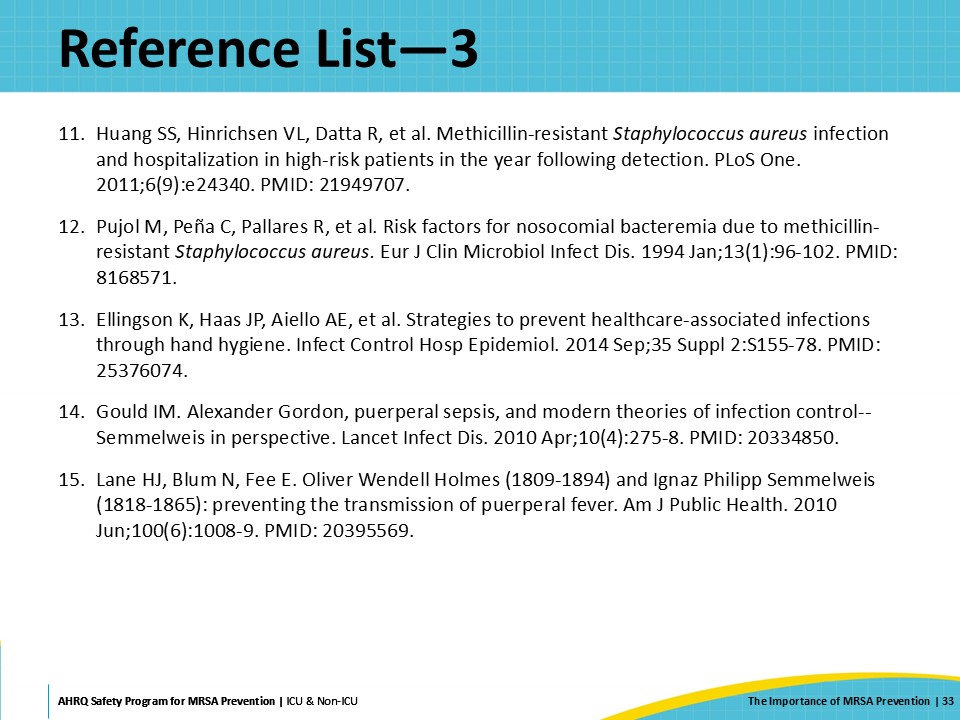 Reference List—3
11. Huang SS, Hinrichsen VL, Datta R, et al. Methicillin-resistant Staphylococcus aureus infection
and hospitalization in high-risk patients in the year following detection. PLoS One.
2011;6(9):e24340. PMID: 21949707.
12. Pujol M, Peña C, Pallares R, et al. Risk factors for nosocomial bacteremia due to methicillin-
resistant Staphylococcus aureus. Eur J Clin Microbiol Infect Dis. 1994 Jan;13(1):96-102. PMID:
8168571.
13. Ellingson K, Haas JP, Aiello AE, et al. Strategies to prevent healthcare-associated infections
through hand hygiene. Infect Control Hosp Epidemiol. 2014 Sep;35 Suppl 2:S155-78. PMID:
25376074.
14. Gould IM. Alexander Gordon, puerperal sepsis, and modern theories of infection control--
Semmelweis in perspective. Lancet Infect Dis. 2010 Apr;10(4):275-8. PMID: 20334850.
15. Lane HJ, Blum N, Fee E. Oliver Wendell Holmes (1809-1894) and Ignaz Philipp Semmelweis
(1818-1865): preventing the transmission of puerperal fever. Am J Public Health. 2010
Jun;100(6):1008-9. PMID: 20395569.
AHRQ Safety Program for MRSA Prevention | ICU & Non-ICU
The Importance of MRSA Prevention | 33